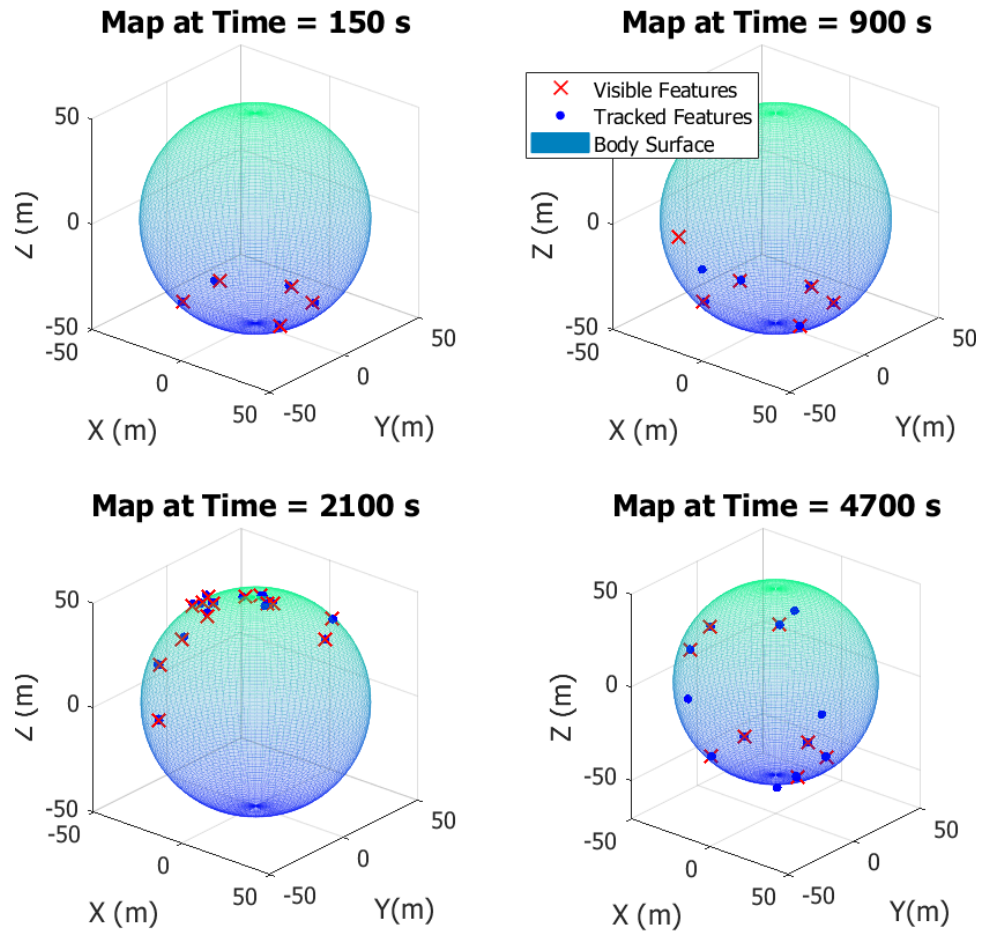 Map at Time = 150 s
50
0
-50
Z (m)
-50
0
50
X (m)
-50
0
50
Y(m)
Map at Time = 900 s
Visible Features
Tracked Features
Body Surface
50
0
-50
Z (m)
-50
0
50
X (m)
-50
0
50
Y(m)
Map at Time = 2100 s
50
0
-50
Z (m)
-50
0
50
X (m)
-50
0
50
Y(m)
Map at Time = 4700 s
50
0
-50
Z (m)
-50
0
50
X (m)
-50
0
50
Y(m)